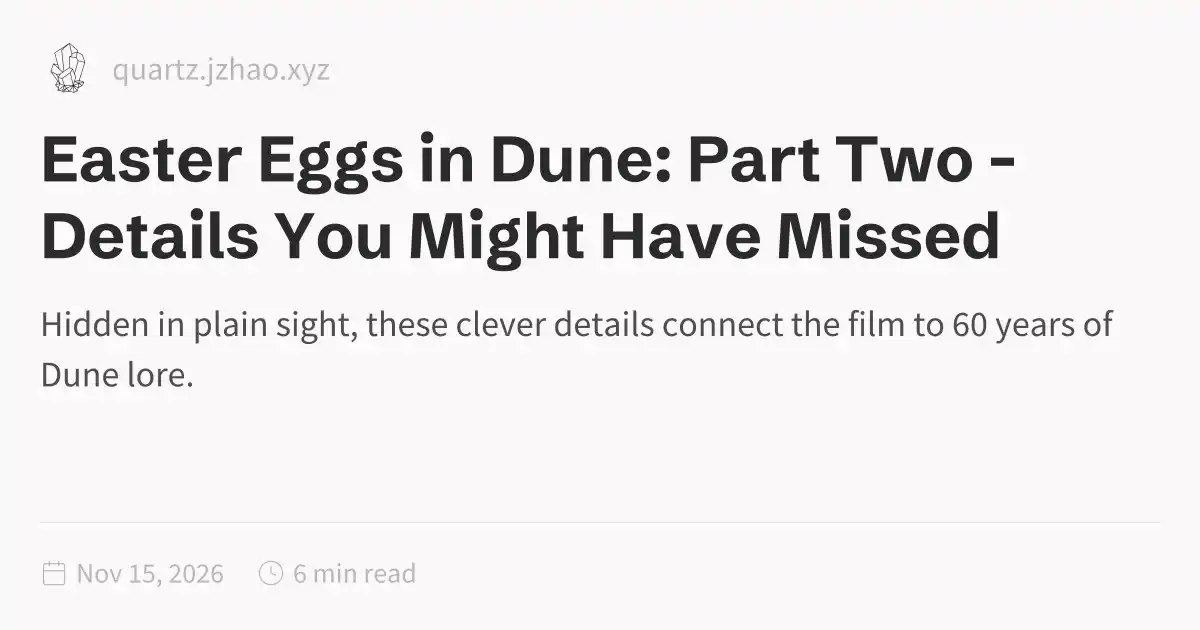 quartz.jzhao.xyz
Easter Eggs in Dune: Part Two –
Details You Might Have Missed
Hidden in plain sight, these clever details connect the film to 60 years of
Dune lore.
Nov 15, 2026 6 min read